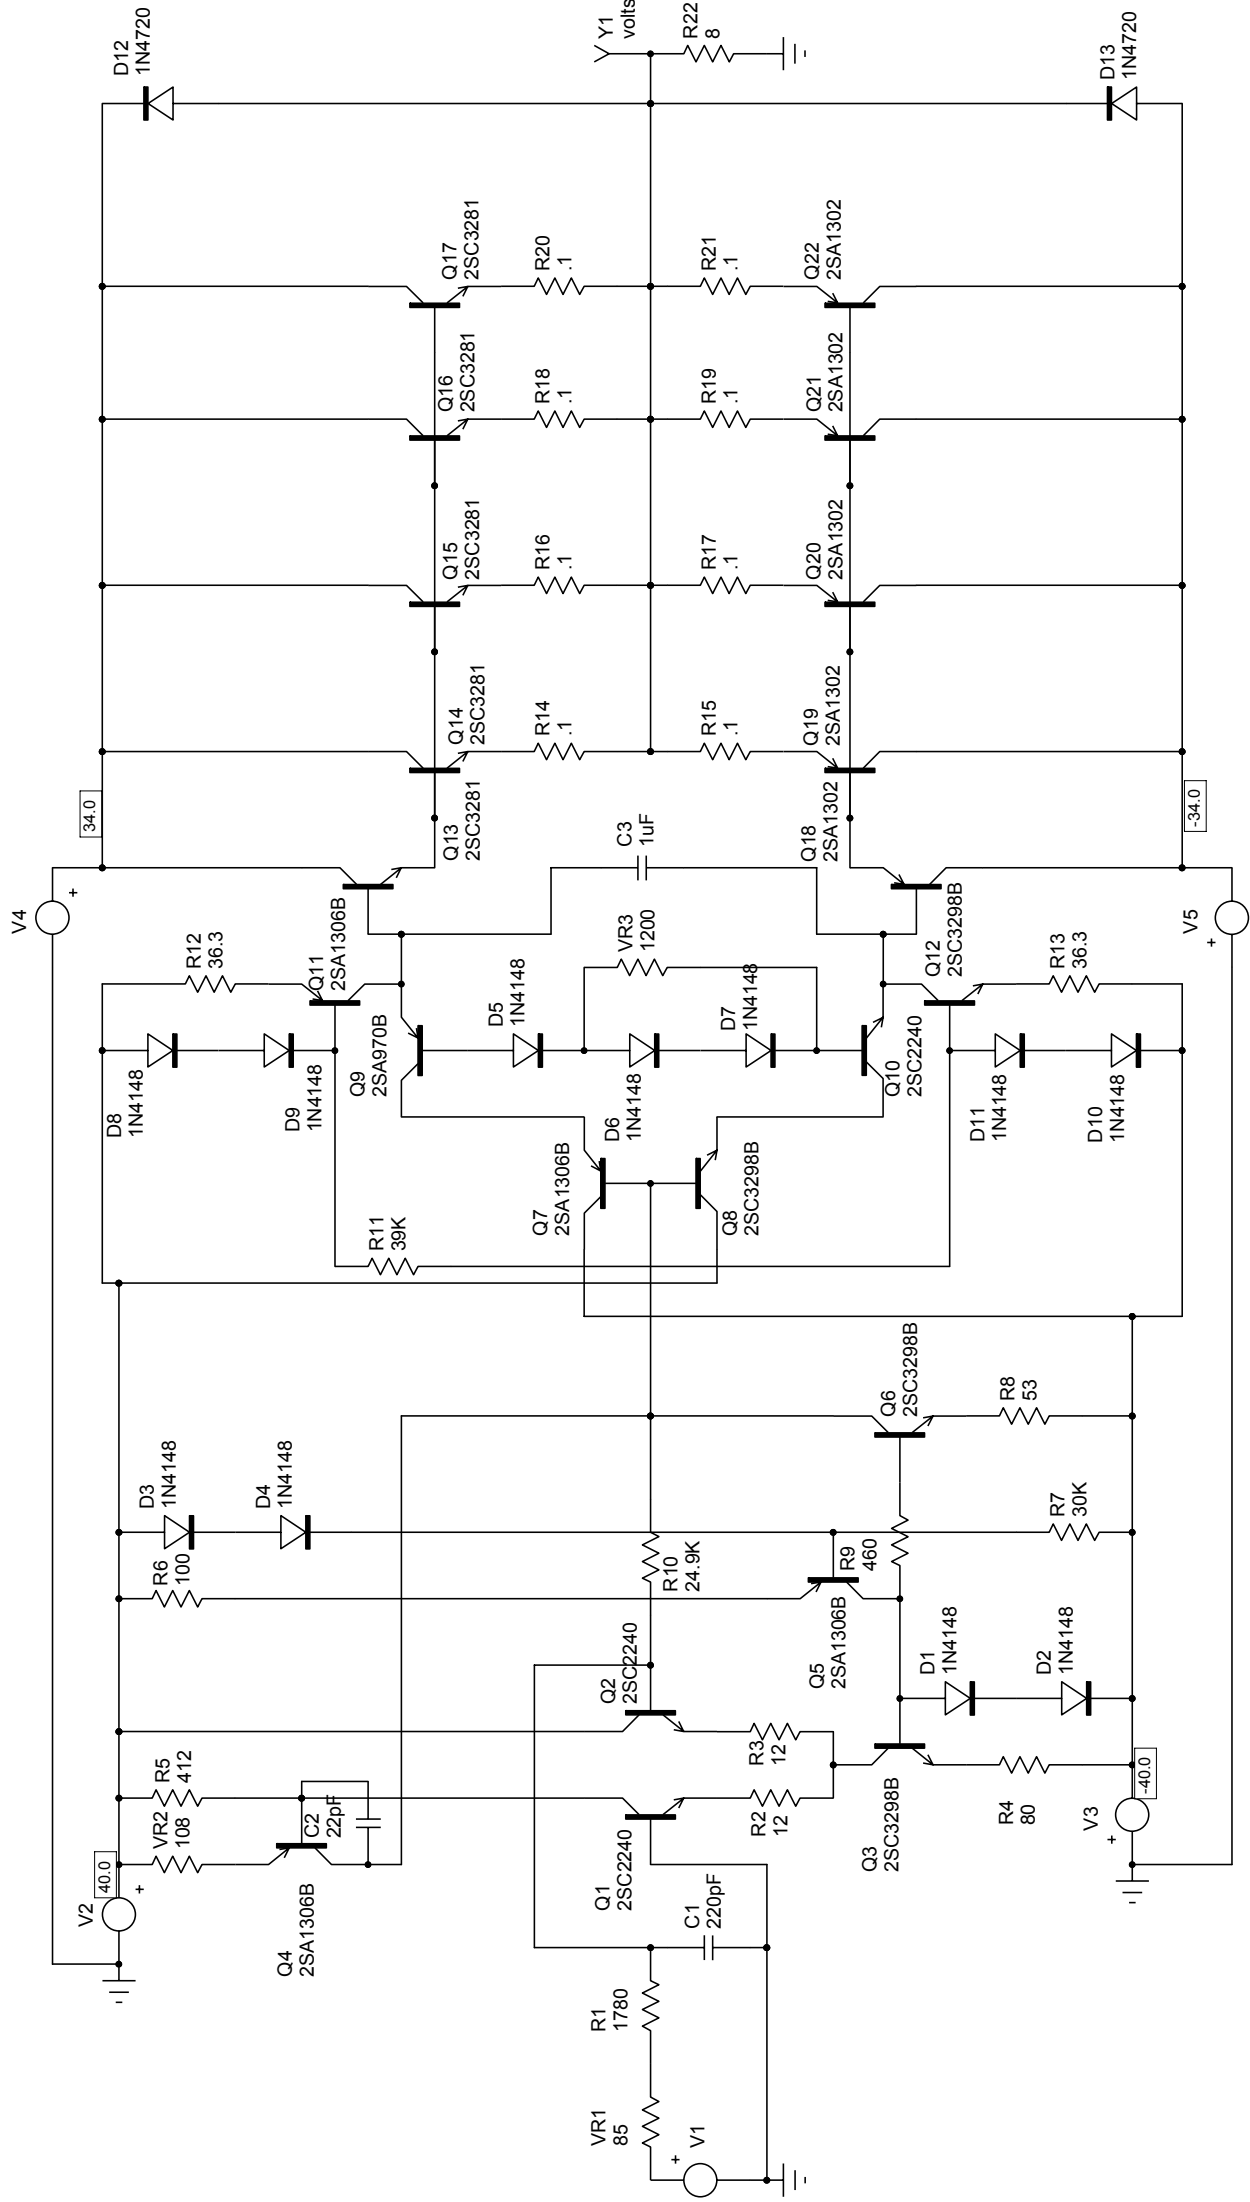 D12
1N4720
Y1
volts
R22
8
D13
1N4720
Q17
2SC3281
R20
.1
R21
.1
Q22
2SA1302
Q16
2SC3281
R18
.1
R19
.1
Q21
2SA1302
Q15
2SC3281
R16
.1
R17
.1
Q20
2SA1302
Q14
2SC3281
R14
.1
R15
.1
Q19
2SA1302
34.0
-34.0
Q13
2SC3281
C3
1uF
Q18
2SA1302
V4
+
V5
+
R12
36.3
Q11
2SA1306B
VR3
1200
Q12
2SC3298B
R13
36.3
D5
1N4148
D7
1N4148
D8
1N4148
D9
1N4148
Q9
2SA970B
D6
1N4148
Q10
2SC2240
D11
1N4148
D10
1N4148
Q7
2SA1306B
Q8
2SC3298B
R11
39K
Q6
2SC3298B
R8
53
D3
1N4148
D4
1N4148
R7
30K
R6
100
R10
24.9K
R9
460
Q5
2SA1306B
Q2
2SC2240
D1
1N4148
D2
1N4148
R5
412
VR2
108
C2
22pF
R3
12
R2
12
R4
80
-40.0
V3
+
40.0
V2
+
Q4
2SA1306B
Q1
2SC2240
Q3
2SC3298B
C1
220pF
R1
1780
VR1
85
+
V1